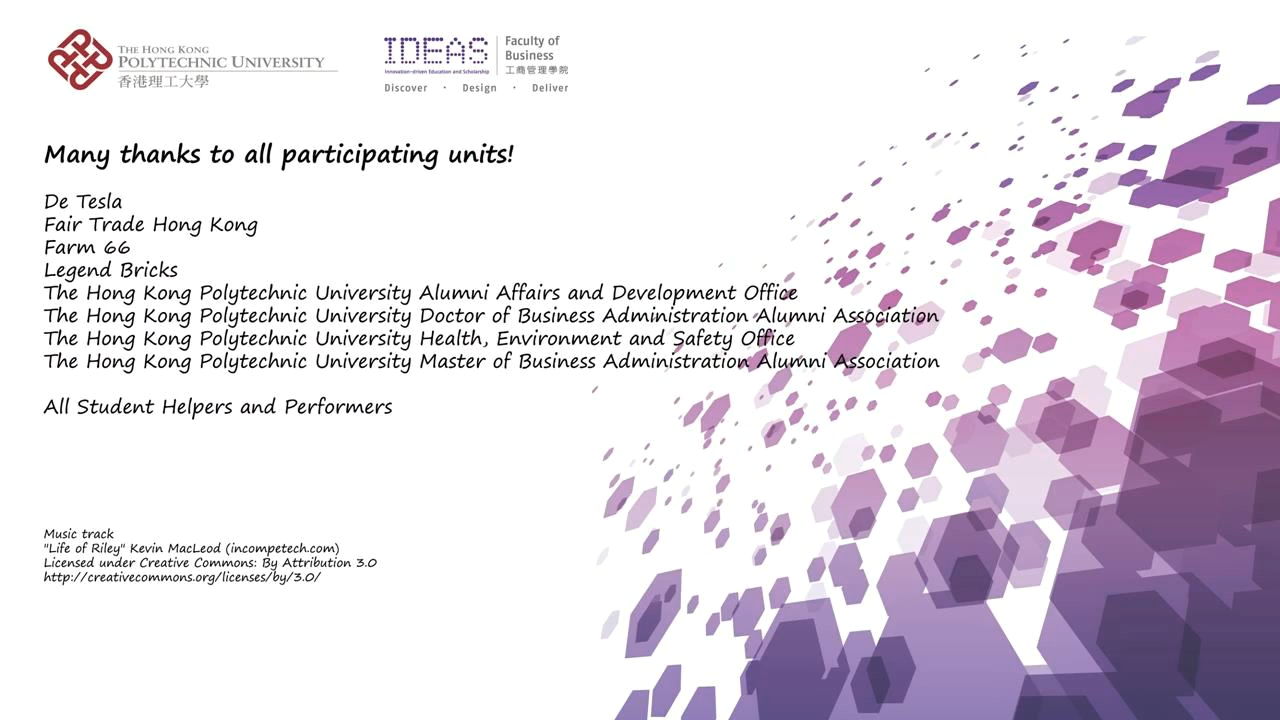 THE HONG KONG
POLYTECHNIC UNIVERSITY
香港理工大學
IDEAS
Innovation-driven Education and Scholarship
Faculty of
Business
工商管理學院
Discover · Design · Deliver
Many thanks to all participating units!
De Tesla
Fair Trade Hong Kong
Farm 66
Legend Bricks
The Hong Kong Polytechnic University Alumni Affairs and Development Office
The Hong Kong Polytechnic University Doctor of Business Administration Alumni Association
The Hong Kong Polytechnic University Health, Environment and Safety Office
The Hong Kong Polytechnic University Master of Business Administration Alumni Association
All Student Helpers and Performers
Music track
"Life of Riley" Kevin MacLeod (incompetech.com)
Licensed under Creative Commons: By Attribution 3.0
http://creativecommons.org/licenses/by/3.0/